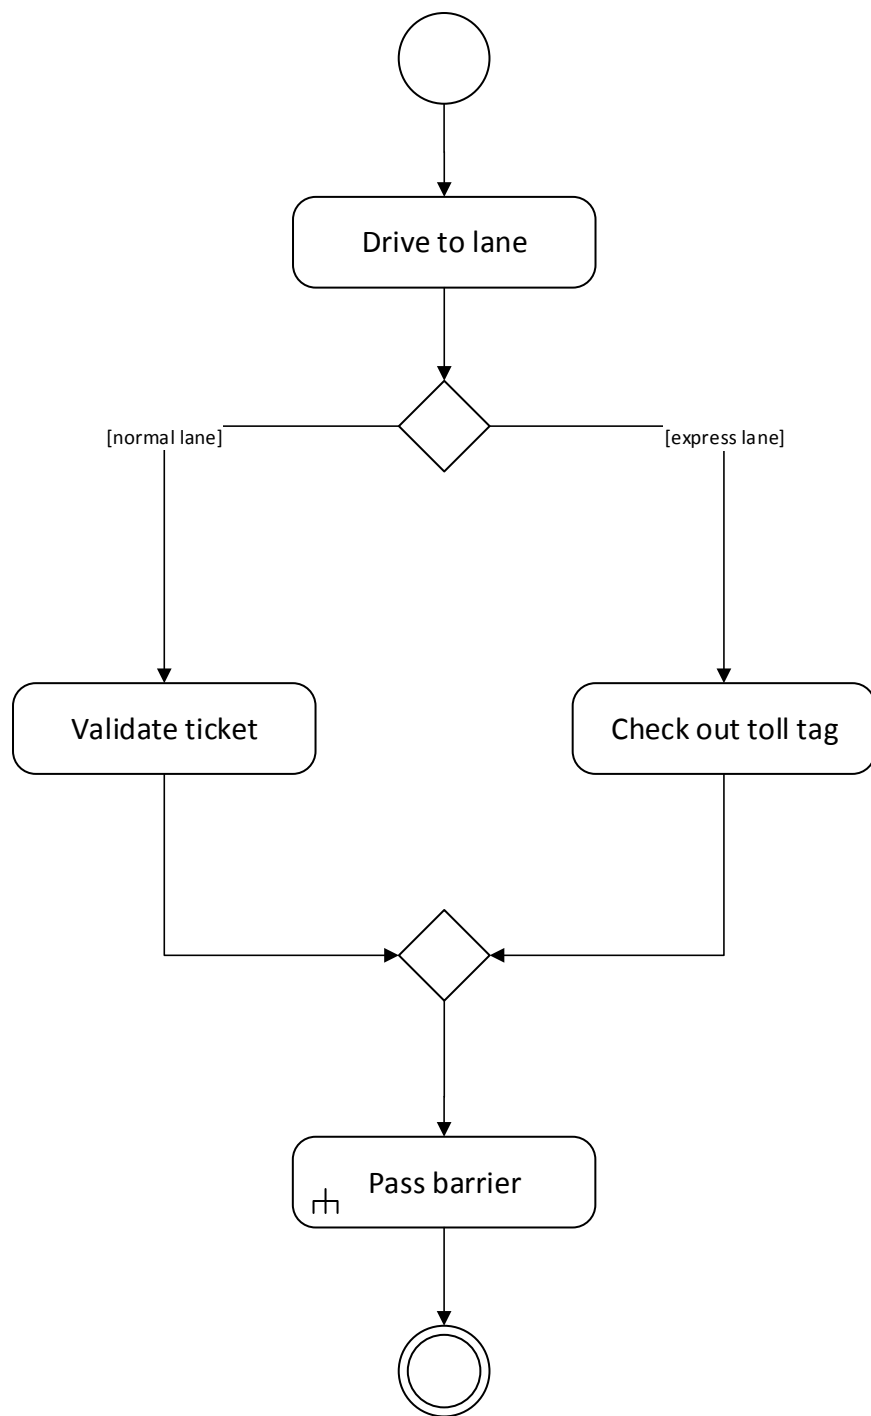 Drive to lane
[normal lane]
[express lane]
Validate ticket
Check out toll tag
Pass barrier